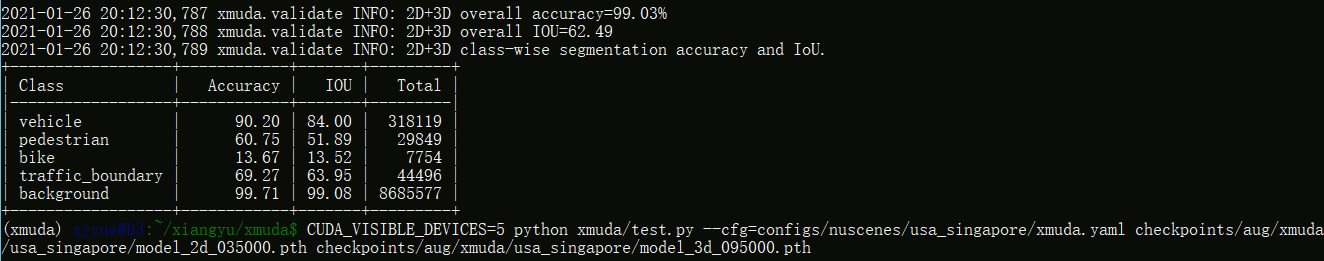 2021-01-26 20:12:30,787 xmuda.validate INFO: 2D+3D overall accuracy=99.03%
2021-01-26 20:12:30,788 xmuda.validate INFO: 2D+3D overall IOU=62.49
2021-01-26 20:12:30,789 xmuda.validate INFO: 2D+3D class-wise segmentation accuracy and IoU.
+------------------+------------+-------+---------+
| Class            |   Accuracy |   IOU |   Total |
|------------------+------------+-------+---------|
| vehicle          |      90.20 | 84.00 |  318119 |
| pedestrian       |      60.75 | 51.89 |   29849 |
| bike             |      13.67 | 13.52 |    7754 |
| traffic_boundary |      69.27 | 63.95 |   44496 |
| background       |      99.71 | 99.08 | 8685577 |
+------------------+------------+-------+---------+
(xmuda) xyyue@b3:~/xiangyu/xmuda$ CUDA_VISIBLE_DEVICES=5 python xmuda/test.py --cfg=configs/nuscenes/usa_singapore/xmuda.yaml checkpoints/aug/xmuda
/usa_singapore/model_2d_035000.pth checkpoints/aug/xmuda/usa_singapore/model_3d_095000.pth